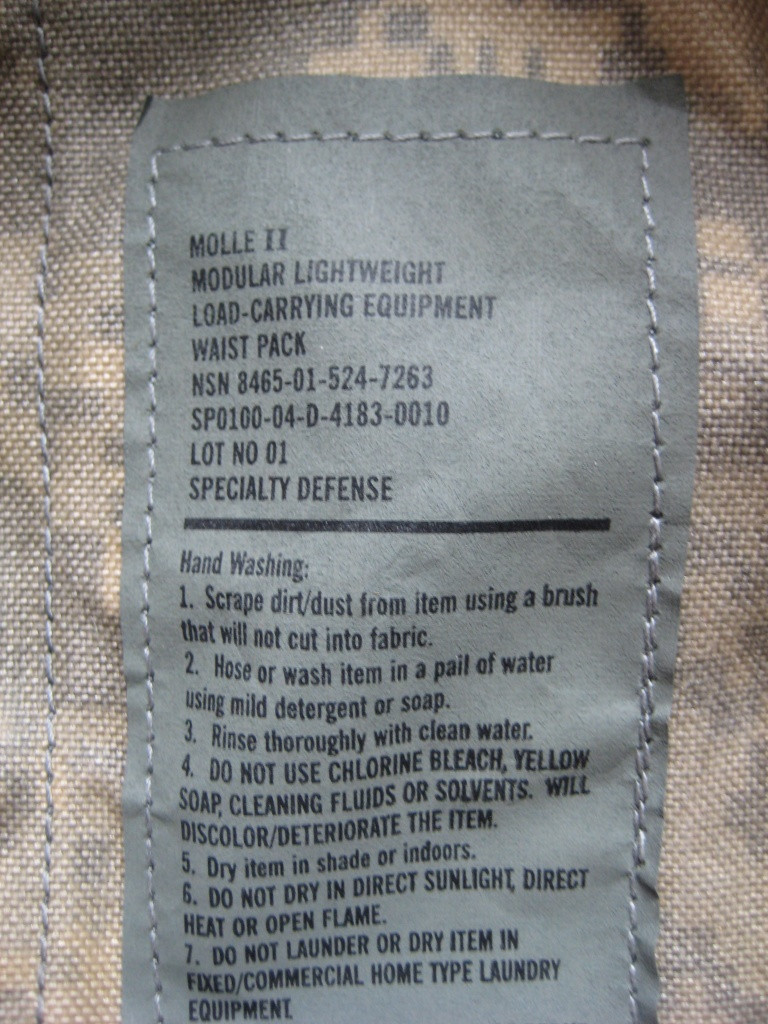 MOLLE II
MODULAR LIGHTWEIGHT
LOAD-CARRYING EQUIPMENT
WAIST PACK
NSN 8465-01-524-7263
SP0100-04-D-4183-0010
LOT NO 01
SPECIALTY DEFENSE
Hand Washing:
1. Scrape dirt/dust from item using a brush
that will not cut into fabric.
2. Hose or wash item in a pail of water
using mild detergent or soap.
3. Rinse thoroughly with clean water.
4. DO NOT USE CHLORINE BLEACH, YELLOW
SOAP, CLEANING FLUIDS OR SOLVENTS. WILL
DISCOLOR/DETERIORATE THE ITEM.
5. Dry item in shade or indoors.
6. DO NOT DRY IN DIRECT SUNLIGHT, DIRECT
HEAT OR OPEN FLAME.
7. DO NOT LAUNDER OR DRY ITEM IN
FIXED/COMMERCIAL HOME TYPE LAUNDRY
EQUIPMENT.